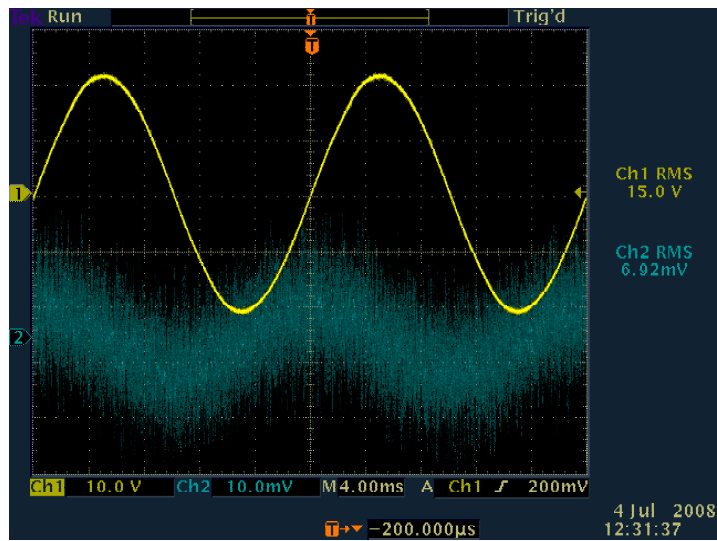 Tek Run Trig'd
T
T
1
Ch1 RMS
15.0 V
Ch2 RMS
6.92mV
2
Ch1 10.0 V Ch2 10.0mV M 4.00ms A Ch1 ∫ 200mV
4 Jul 2008
T→▾ −200.000µs 12:31:37